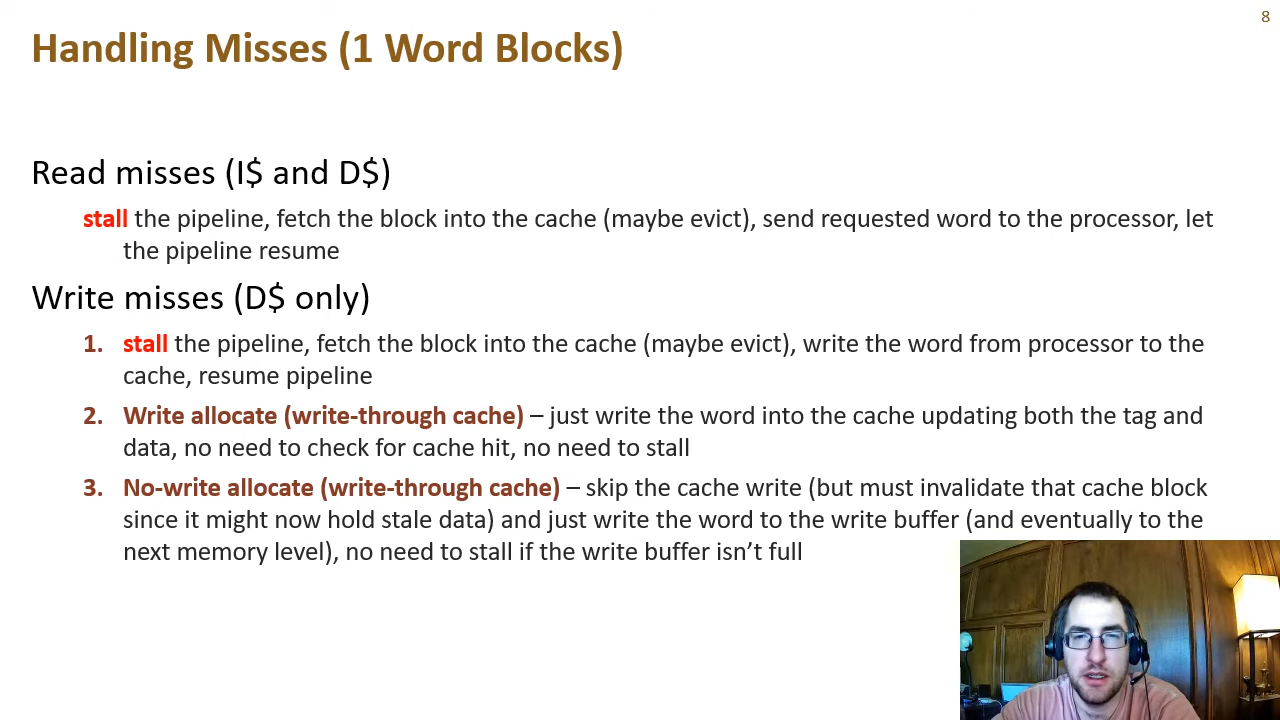 8
Handling Misses (1 Word Blocks)
Read misses (I$ and D$)
stall the pipeline, fetch the block into the cache (maybe evict), send requested word to the processor, let
the pipeline resume
Write misses (D$ only)
1. stall the pipeline, fetch the block into the cache (maybe evict), write the word from processor to the
cache, resume pipeline
2. Write allocate (write-through cache) – just write the word into the cache updating both the tag and
data, no need to check for cache hit, no need to stall
3. No-write allocate (write-through cache) – skip the cache write (but must invalidate that cache block
since it might now hold stale data) and just write the word to the write buffer (and eventually to the
next memory level), no need to stall if the write buffer isn’t full